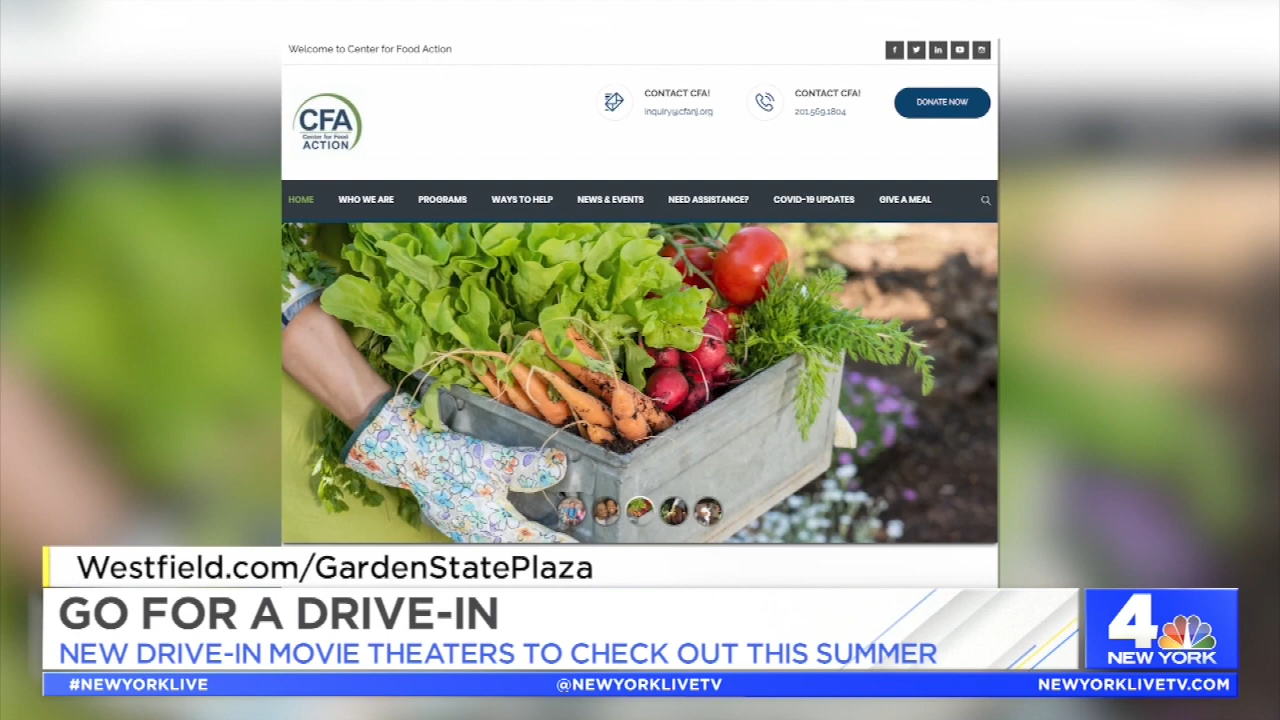 Welcome to Center for Food Action
CFA
Center for Food
ACTION
CONTACT CFA!
inquiry@cfanj.org
CONTACT CFA!
201.569.1804
DONATE NOW
HOME WHO WE ARE PROGRAMS WAYS TO HELP NEWS & EVENTS NEED ASSISTANCE? COVID-19 UPDATES GIVE A MEAL
Westfield.com/GardenStatePlaza
GO FOR A DRIVE-IN
NEW DRIVE-IN MOVIE THEATERS TO CHECK OUT THIS SUMMER
4
NEW YORK
#NEWYORKLIVE @NEWYORKLIVETV NEWYORKLIVETV.COM